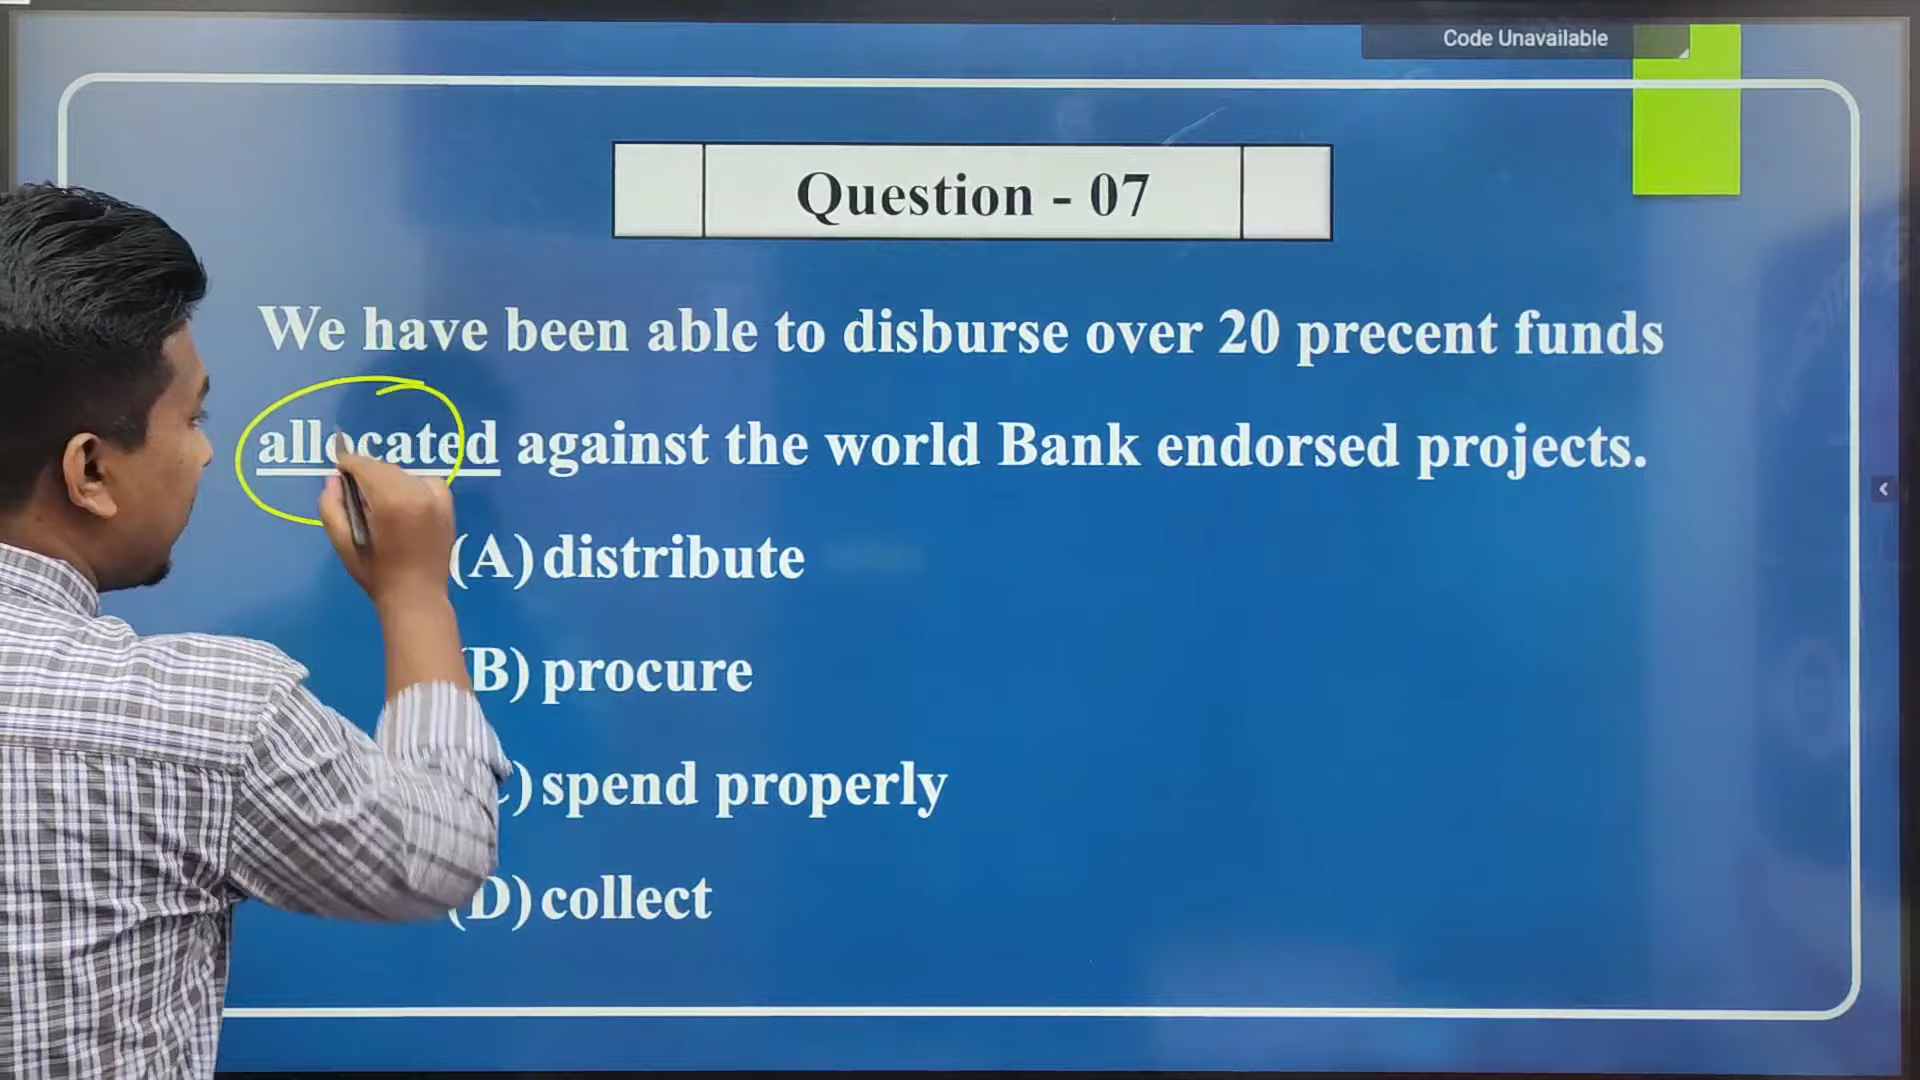 Code Unavailable
Question - 07
We have been able to disburse over 20 precent funds
allocated against the world Bank endorsed projects.
(A) distribute
B) procure
) spend properly
(D) collect